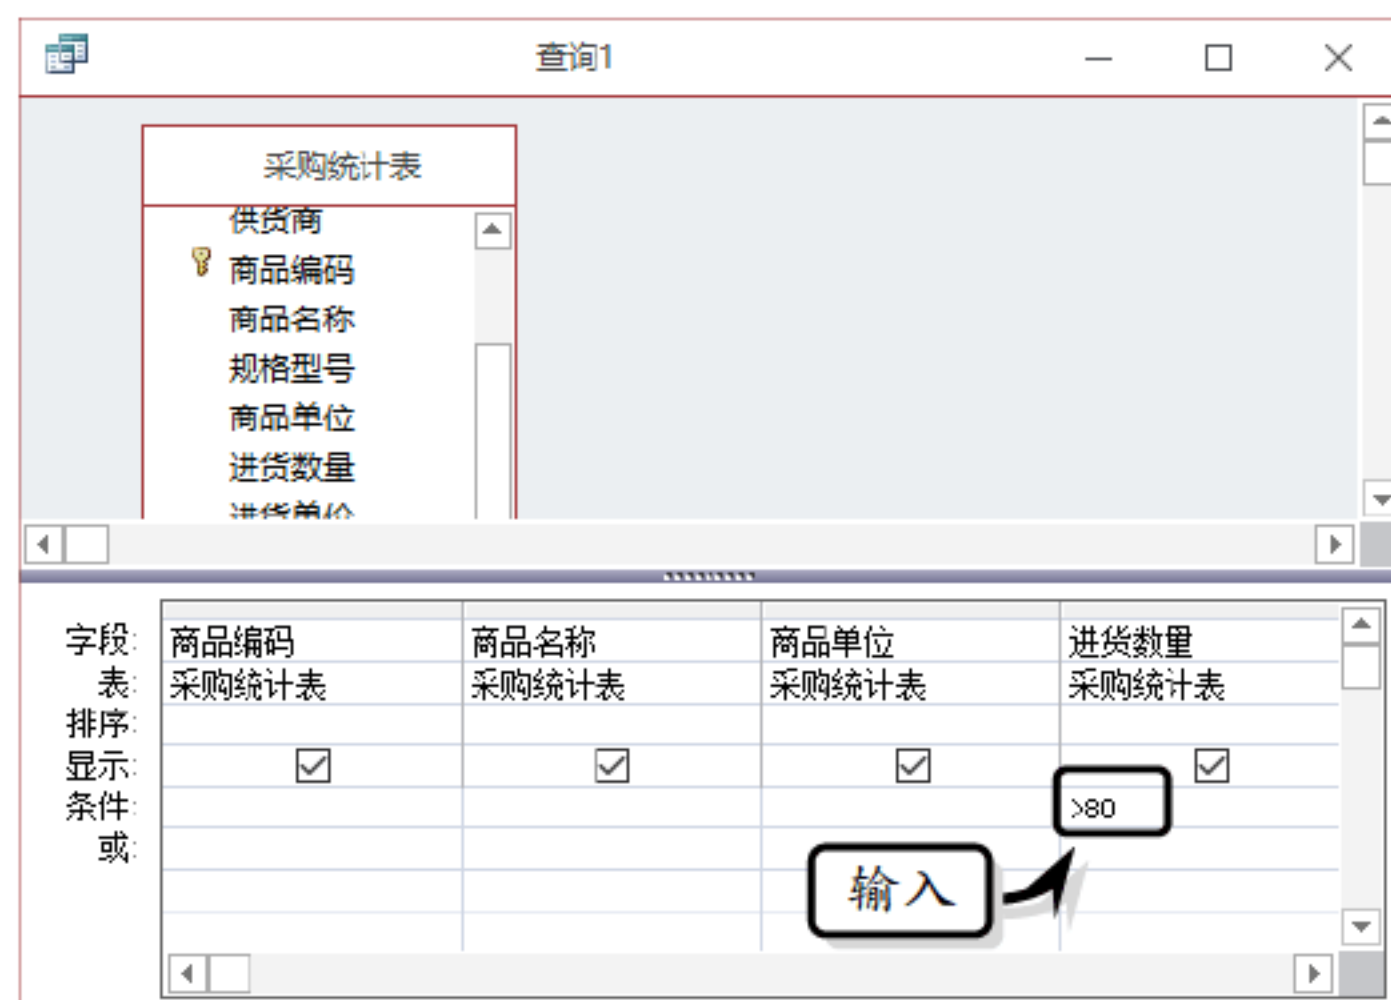 查询1
采购统计表
供货商
商品编码
商品名称
规格型号
商品单位
进货数量
进货单价
字段: 商品编码 商品名称 商品单位 进货数量
表: 采购统计表 采购统计表 采购统计表 采购统计表
排序:
显示:
条件: >80
或:
输入